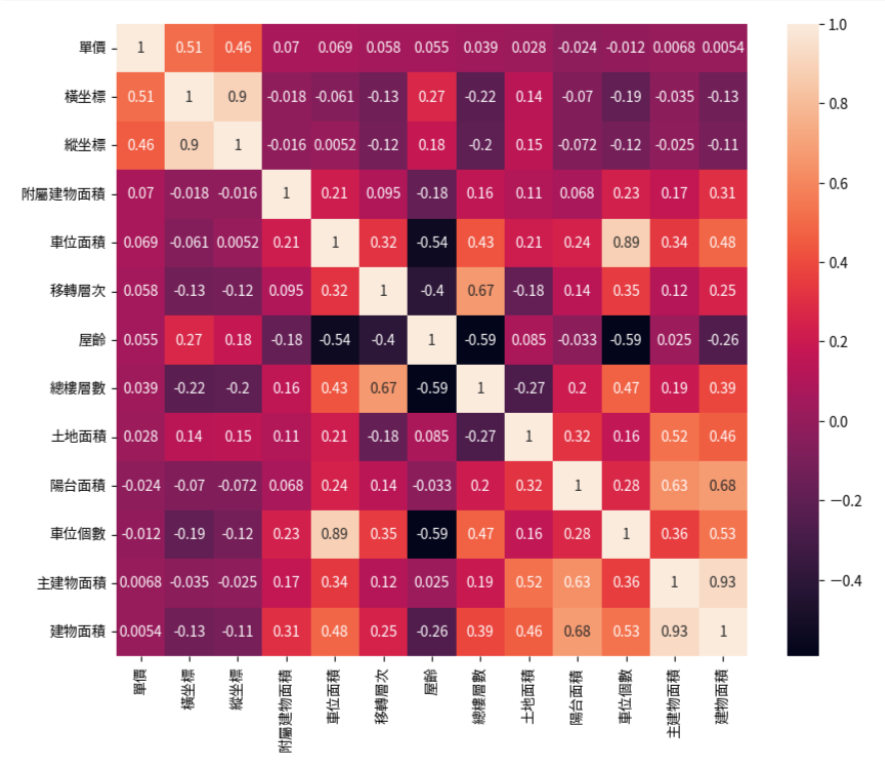 單價 1 0.51 0.46 0.07 0.069 0.058 0.055 0.039 0.028 -0.024 -0.012 0.0068 0.0054
橫坐標 0.51 1 0.9 -0.018 -0.061 -0.13 0.27 -0.22 0.14 -0.07 -0.19 -0.035 -0.13
縱坐標 0.46 0.9 1 -0.016 0.0052 -0.12 0.18 -0.2 0.15 -0.072 -0.12 -0.025 -0.11
附屬建物面積 0.07 -0.018 -0.016 1 0.21 0.095 -0.18 0.16 0.11 0.068 0.23 0.17 0.31
車位面積 0.069 -0.061 0.0052 0.21 1 0.32 -0.54 0.43 0.21 0.24 0.89 0.34 0.48
移轉層次 0.058 -0.13 -0.12 0.095 0.32 1 -0.4 0.67 -0.18 0.14 0.35 0.12 0.25
屋齡 0.055 0.27 0.18 -0.18 -0.54 -0.4 1 -0.59 0.085 -0.033 -0.59 0.025 -0.26
總樓層數 0.039 -0.22 -0.2 0.16 0.43 0.67 -0.59 1 -0.27 0.2 0.47 0.19 0.39
土地面積 0.028 0.14 0.15 0.11 0.21 -0.18 0.085 -0.27 1 0.32 0.16 0.52 0.46
陽台面積 -0.024 -0.07 -0.072 0.068 0.24 0.14 -0.033 0.2 0.32 1 0.28 0.63 0.68
車位個數 -0.012 -0.19 -0.12 0.23 0.89 0.35 -0.59 0.47 0.16 0.28 1 0.36 0.53
主建物面積 0.0068 -0.035 -0.025 0.17 0.34 0.12 0.025 0.19 0.52 0.63 0.36 1 0.93
建物面積 0.0054 -0.13 -0.11 0.31 0.48 0.25 -0.26 0.39 0.46 0.68 0.53 0.93 1
單價
橫坐標
縱坐標
附屬建物面積
車位面積
移轉層次
屋齡
總樓層數
土地面積
陽台面積
車位個數
主建物面積
建物面積
1.0
0.8
0.6
0.4
0.2
0.0
−0.2
−0.4